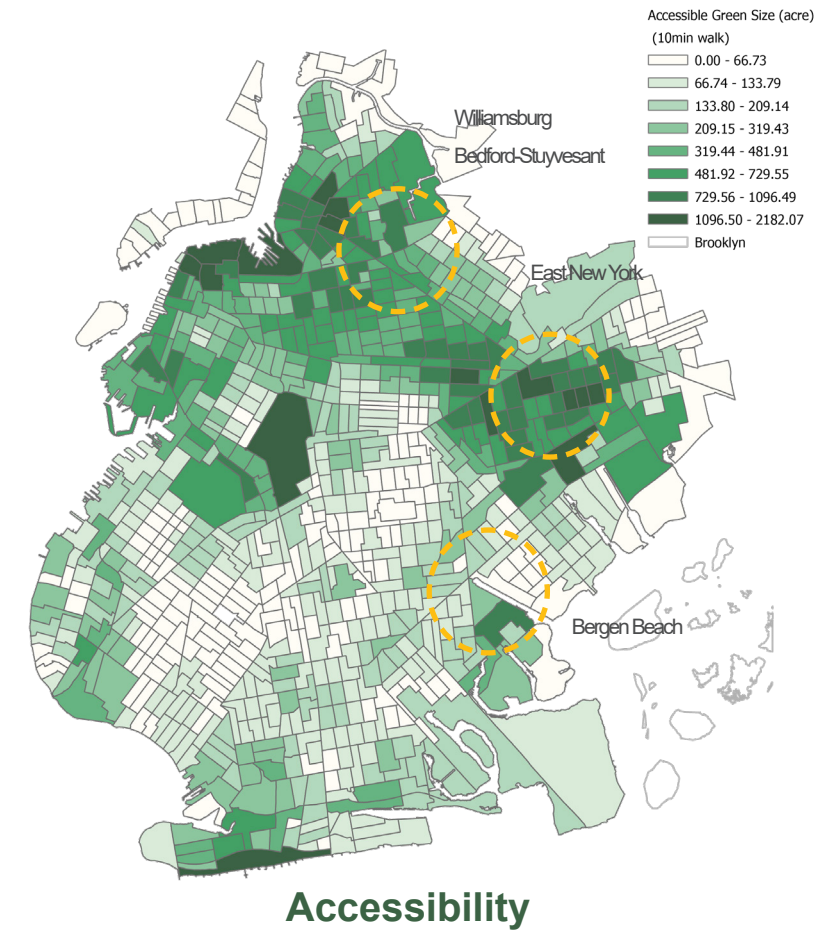 Accessible Green Size (acre)
(10min walk)
0.00 - 66.73
66.74 - 133.79
133.80 - 209.14
209.15 - 319.43
319.44 - 481.91
481.92 - 729.55
729.56 - 1096.49
1096.50 - 2182.07
Brooklyn
Williamsburg
Bedford-Stuyvesant
East New York
Bergen Beach
Accessibility